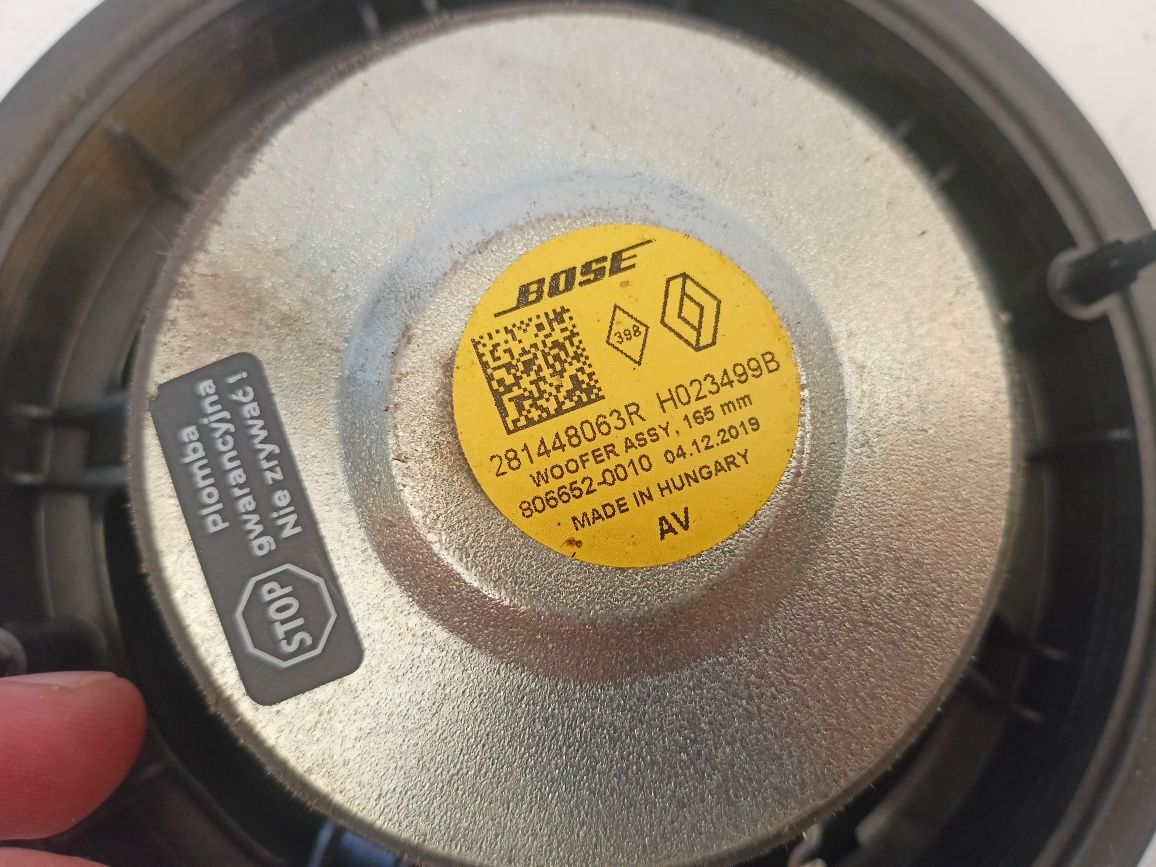 BOSE
398
281448063R H023499B
WOOFER ASSY, 165 mm
806652-0010 04.12.2019
MADE IN HUNGARY
AV
Plomba
gwarancyjna
Nie zrywać!
STOP